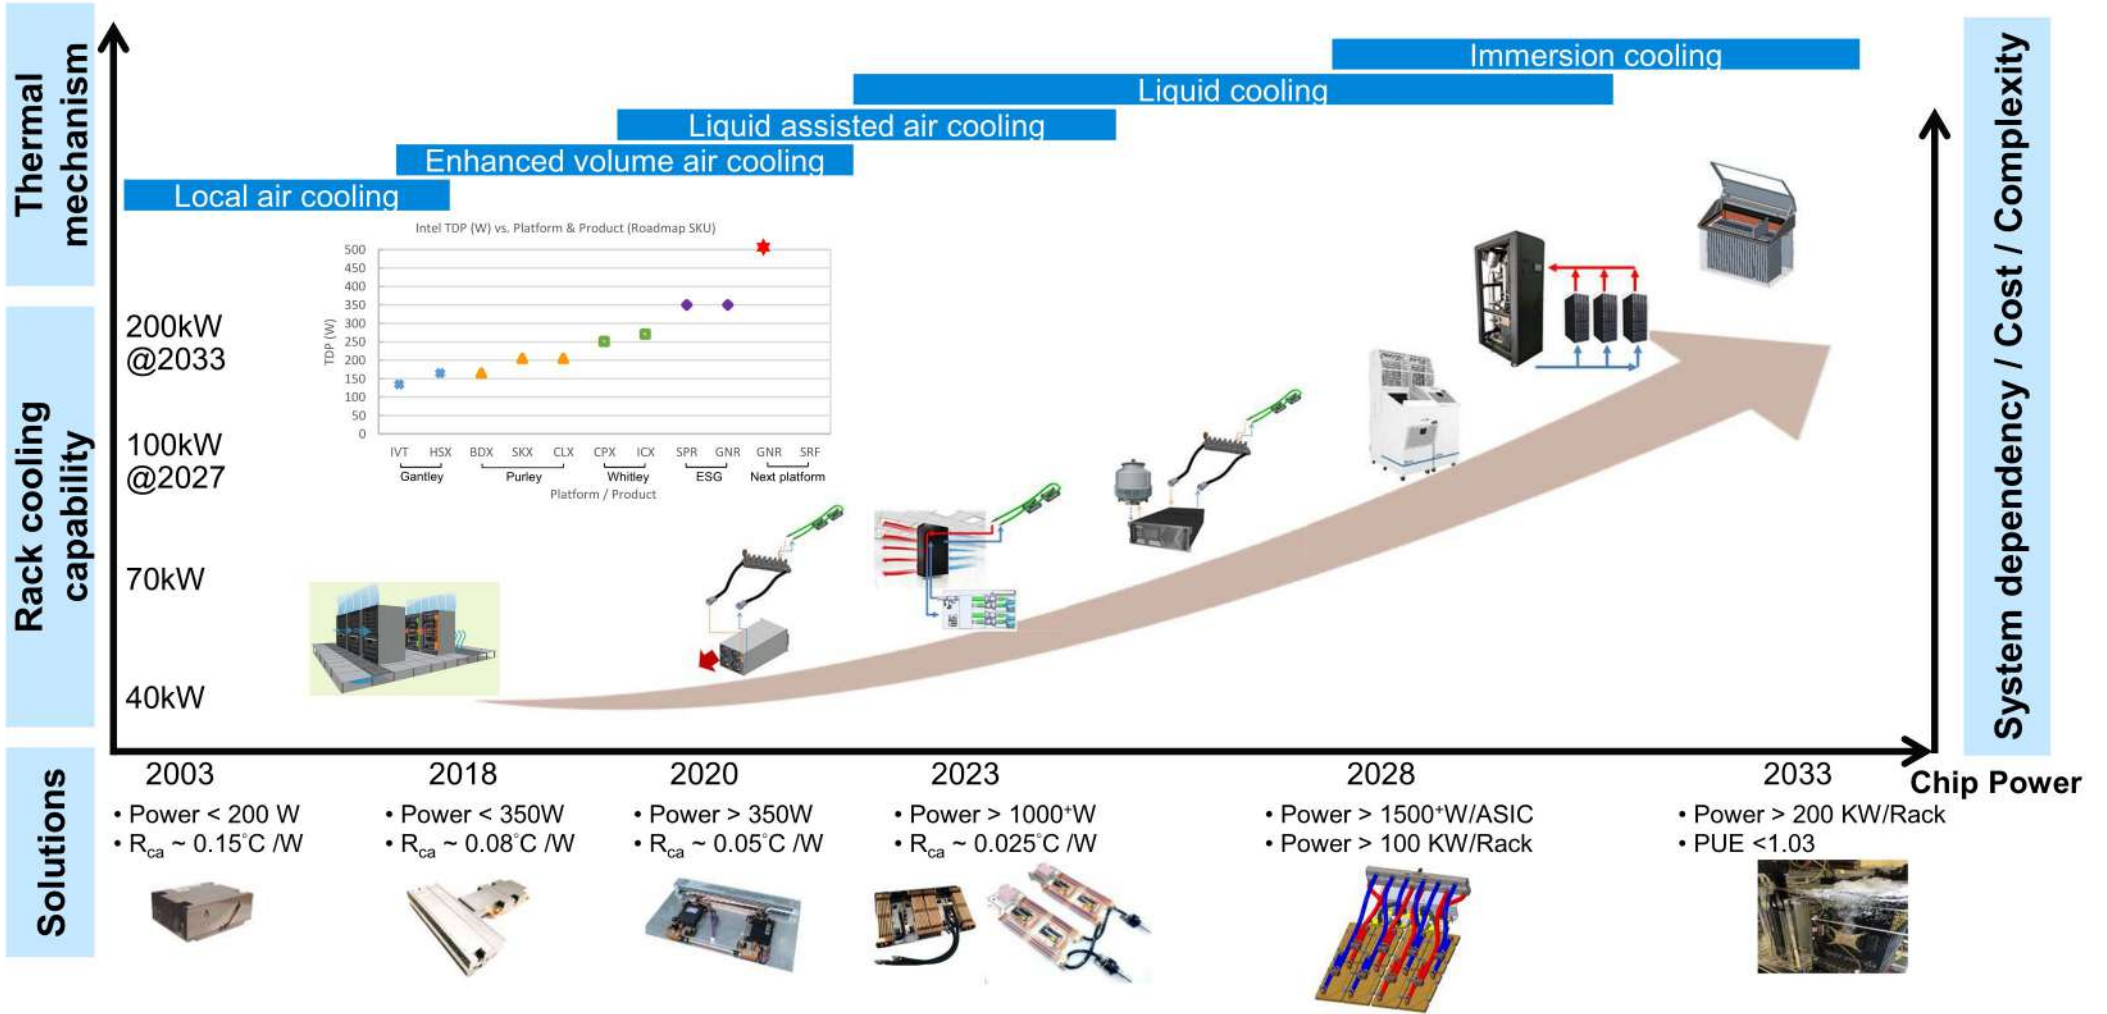 Thermal
mechanism
Immersion cooling
Liquid cooling
Liquid assisted air cooling
Enhanced volume air cooling
Local air cooling
Intel TDP (W) vs. Platform & Product (Roadmap SKU)
TDP (W)
500
450
400
350
300
250
200
150
100
50
0
IVT HSX BDX SKX CLX CPX ICX SPR GNR GNR SRF
Gantley Purley Whitley ESG Next platform
Platform / Product
Rack cooling
capability
200kW
@2033
100kW
@2027
70kW
40kW
System dependency / Cost / Complexity
2003 2018 2020 2023 2028 2033
Chip Power
Solutions
• Power < 200 W
• Rca ~ 0.15°C /W
• Power < 350W
• Rca ~ 0.08°C /W
• Power > 350W
• Rca ~ 0.05°C /W
• Power > 1000⁺W
• Rca ~ 0.025°C /W
• Power > 1500⁺W/ASIC
• Power > 100 KW/Rack
• Power > 200 KW/Rack
• PUE <1.03